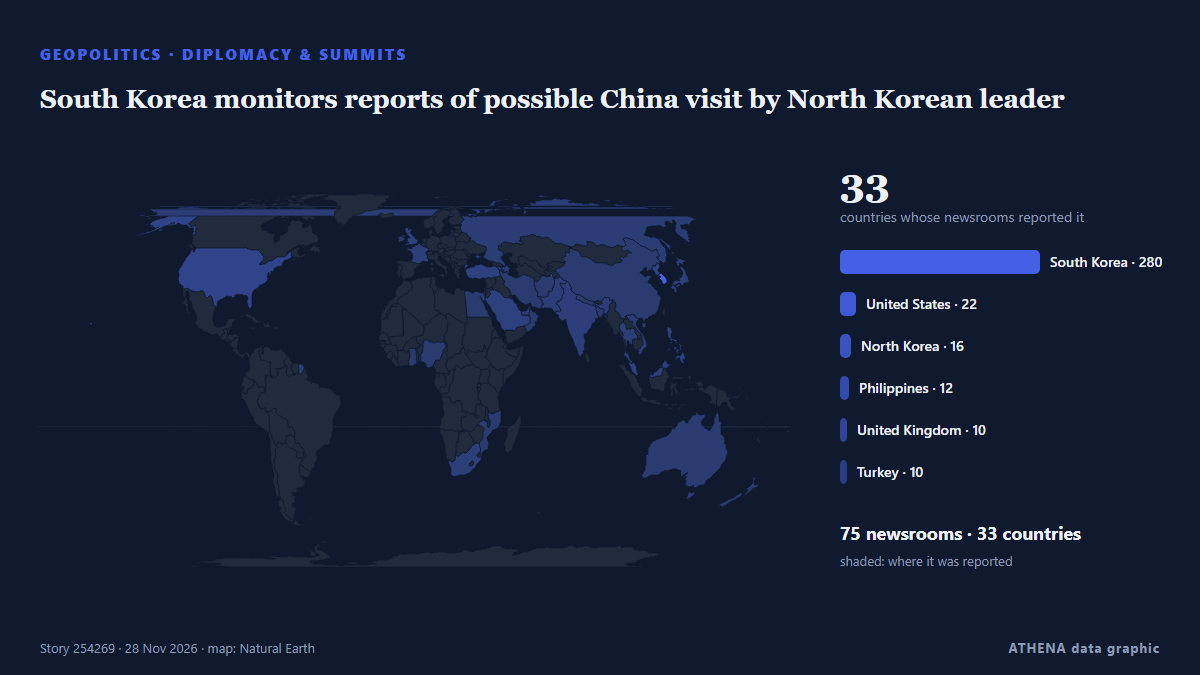 GEOPOLITICS · DIPLOMACY & SUMMITS
South Korea monitors reports of possible China visit by North Korean leader
33
countries whose newsrooms reported it
South Korea · 280
United States · 22
North Korea · 16
Philippines · 12
United Kingdom · 10
Turkey · 10
75 newsrooms · 33 countries
shaded: where it was reported
Story 254269 · 28 Nov 2026 · map: Natural Earth
ATHENA data graphic